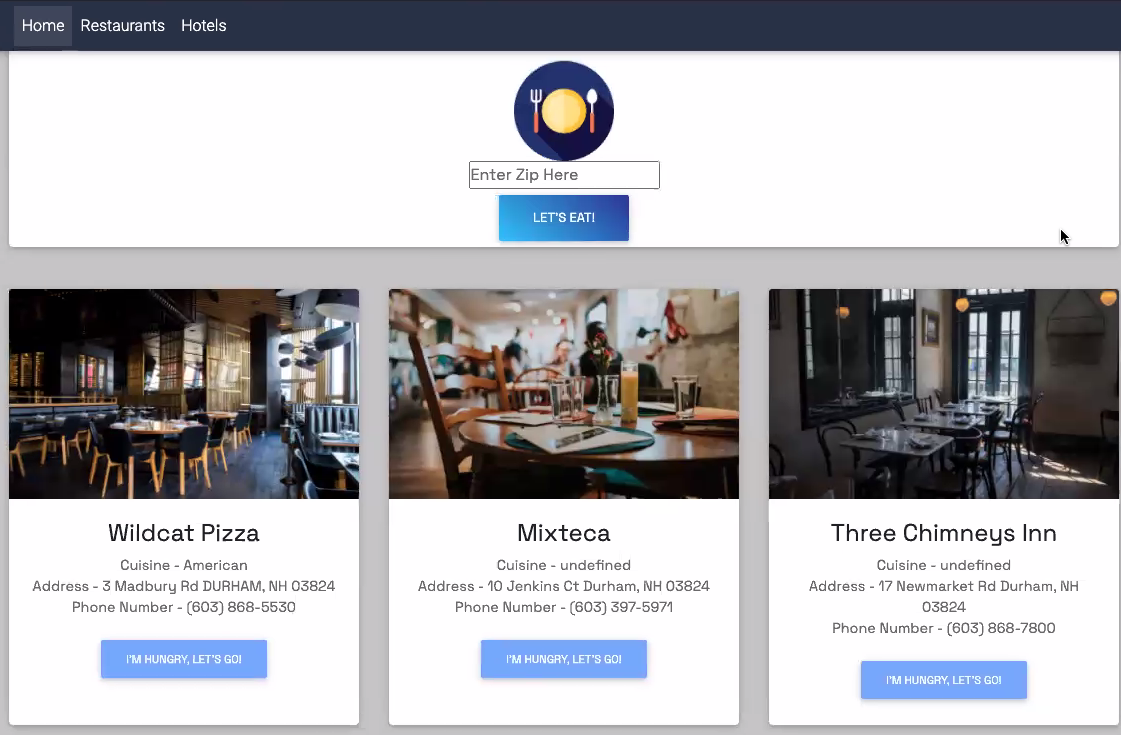 Home Restaurants Hotels
Enter Zip Here
LET'S EAT!
Wildcat Pizza
Cuisine - American
Address - 3 Madbury Rd DURHAM, NH 03824
Phone Number - (603) 868-5530
I'M HUNGRY, LET'S GO!
Mixteca
Cuisine - undefined
Address - 10 Jenkins Ct Durham, NH 03824
Phone Number - (603) 397-5971
I'M HUNGRY, LET'S GO!
Three Chimneys Inn
Cuisine - undefined
Address - 17 Newmarket Rd Durham, NH
03824
Phone Number - (603) 868-7800
I'M HUNGRY, LET'S GO!